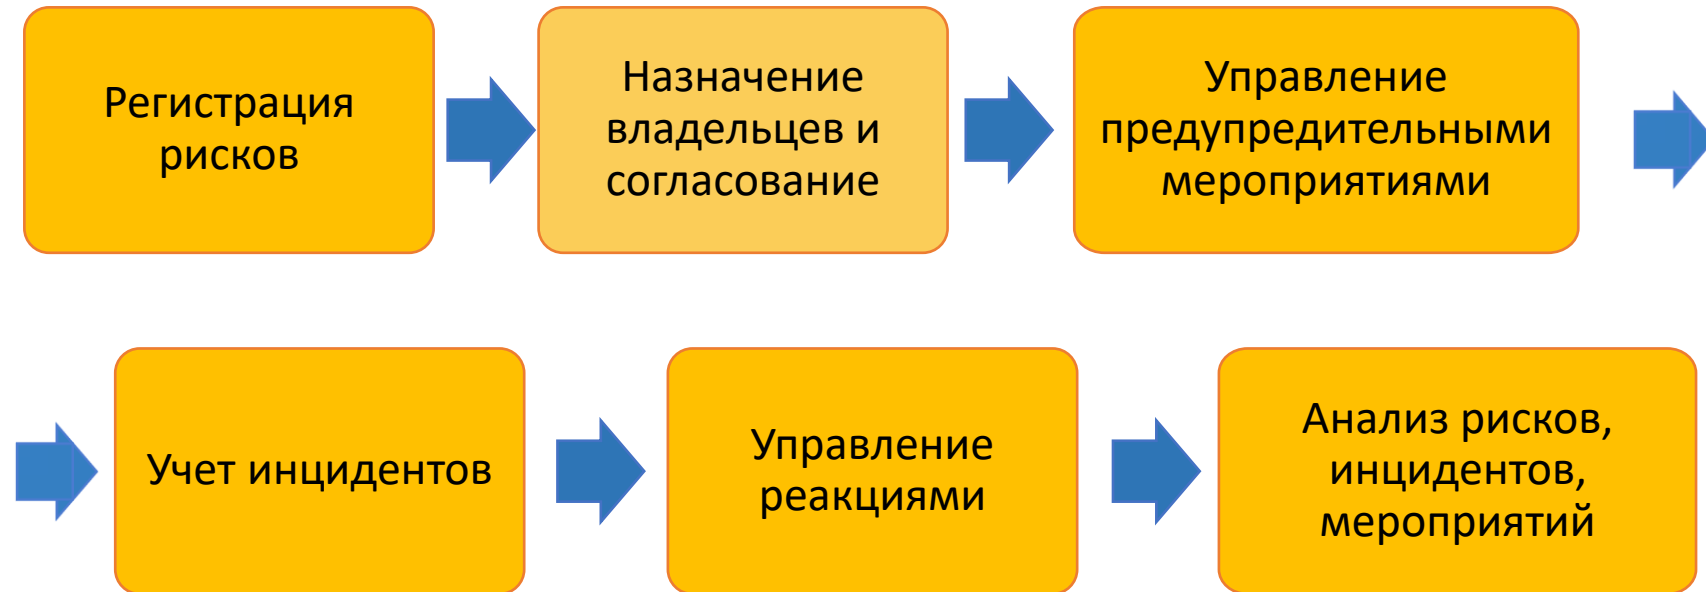 Регистрация
рисков
Назначение
владельцев и
согласование
Управление
предупредительными
мероприятиями
Учет инцидентов
Управление
реакциями
Анализ рисков,
инцидентов,
мероприятий